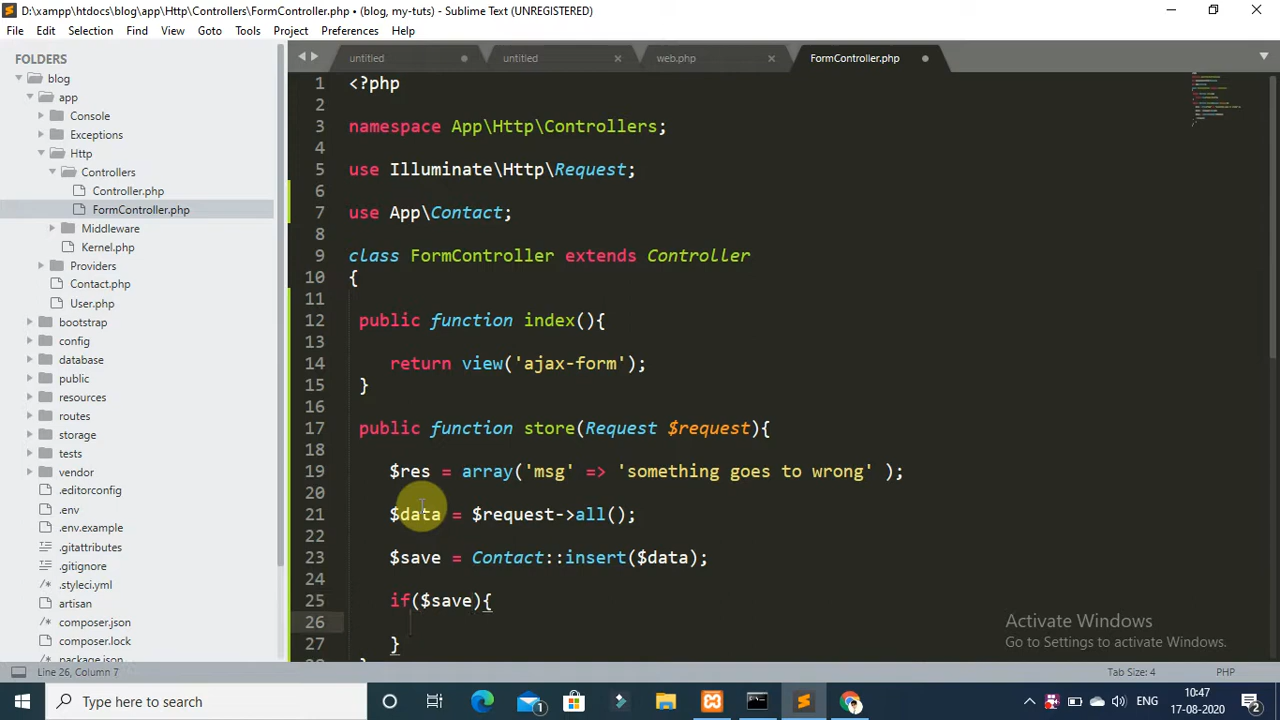 D:\xampp\htdocs\blog\app\Http\Controllers\FormController.php • (blog, my-tuts) - Sublime Text (UNREGISTERED)
File Edit Selection Find View Goto Tools Project Preferences Help
FOLDERS
blog
app
Console
Exceptions
Http
Controllers
Controller.php
FormController.php
Middleware
Kernel.php
Providers
Contact.php
User.php
bootstrap
config
database
public
resources
routes
storage
tests
vendor
.editorconfig
.env
.env.example
.gitattributes
.gitignore
.styleci.yml
artisan
composer.json
composer.lock
package.json
untitled untitled web.php FormController.php
1 <?php
2
3 namespace App\Http\Controllers;
4
5 use Illuminate\Http\Request;
6
7 use App\Contact;
8
9 class FormController extends Controller
10 {
11
12 public function index(){
13
14 return view('ajax-form');
15 }
16
17 public function store(Request $request){
18
19 $res = array('msg' => 'something goes to wrong' );
20
21 $data = $request->all();
22
23 $save = Contact::insert($data);
24
25 if($save){
26
27 }
Activate Windows
Go to Settings to activate Windows.
Line 26, Column 7 Tab Size: 4 PHP
Type here to search
1
ENG
10:47
17-08-2020
2